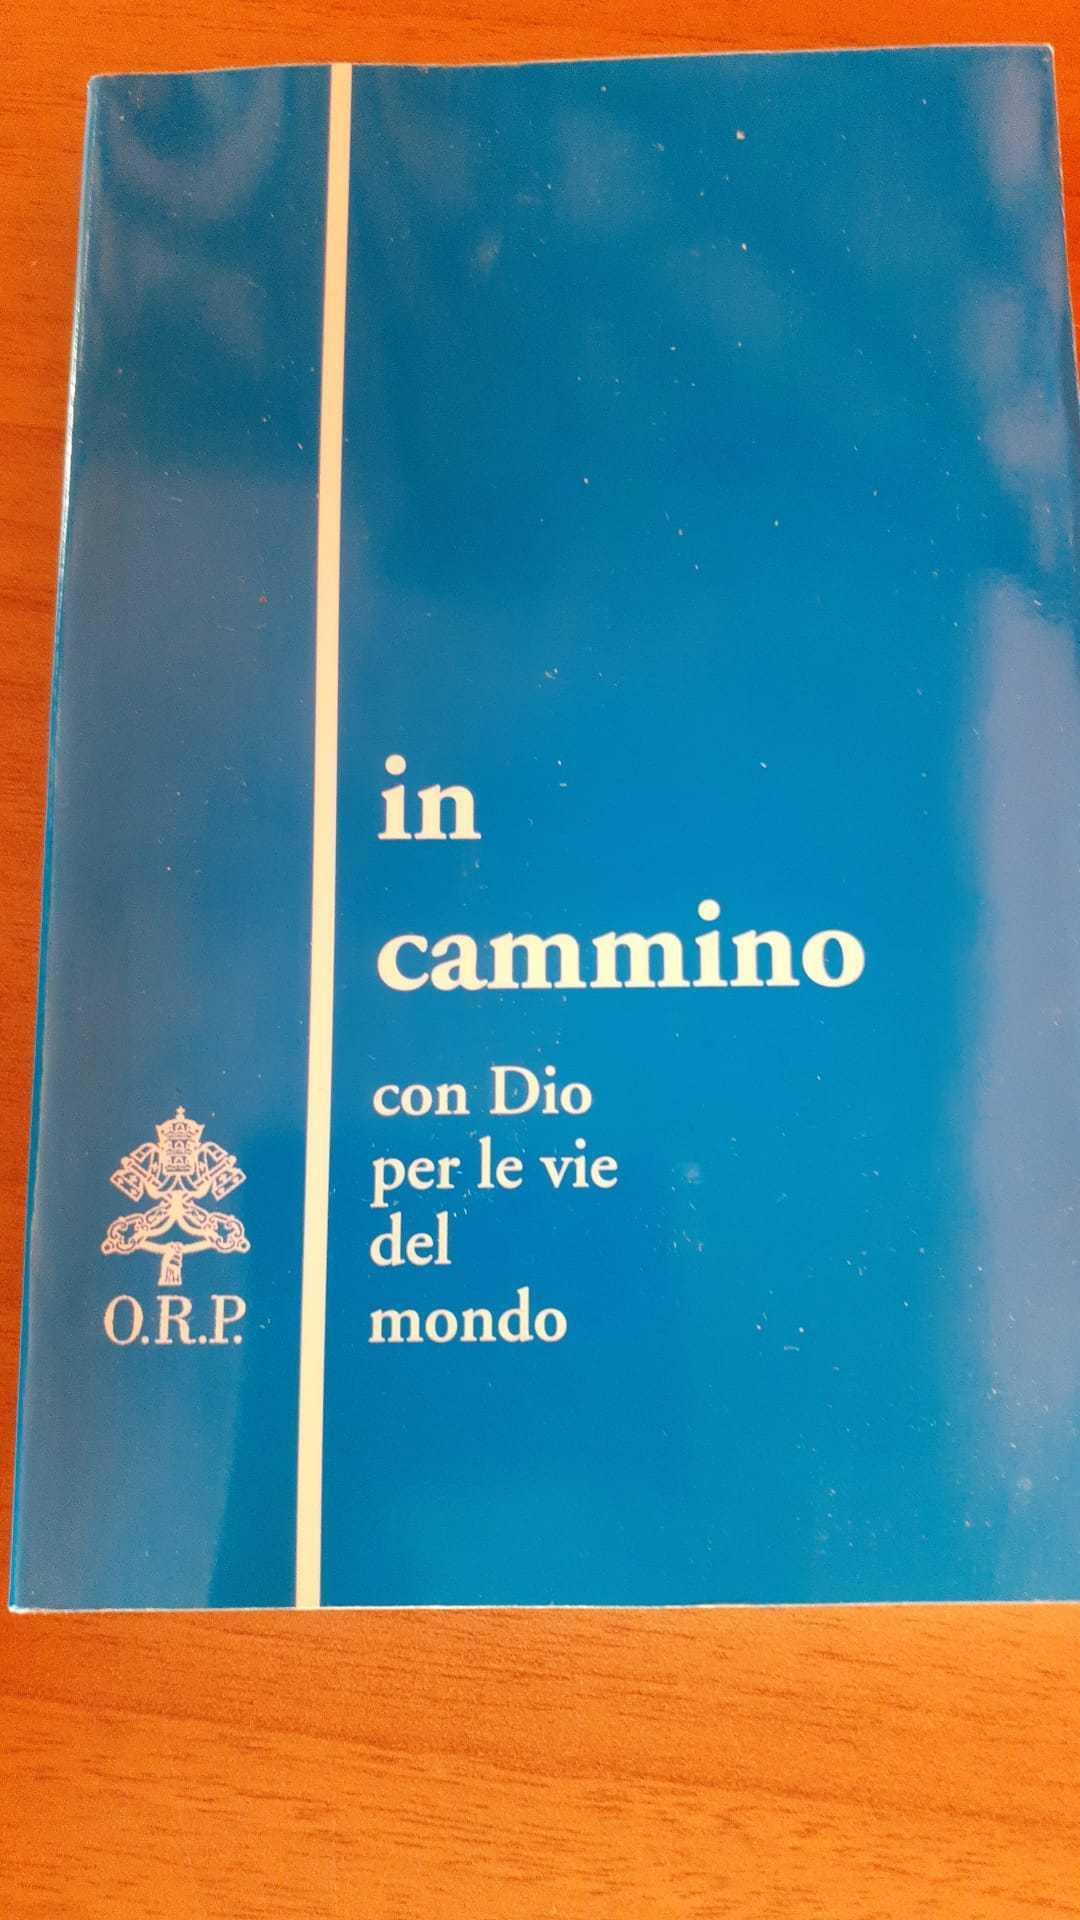 in
cammino
con Dio
per le vie
del
mondo
O.R.P.